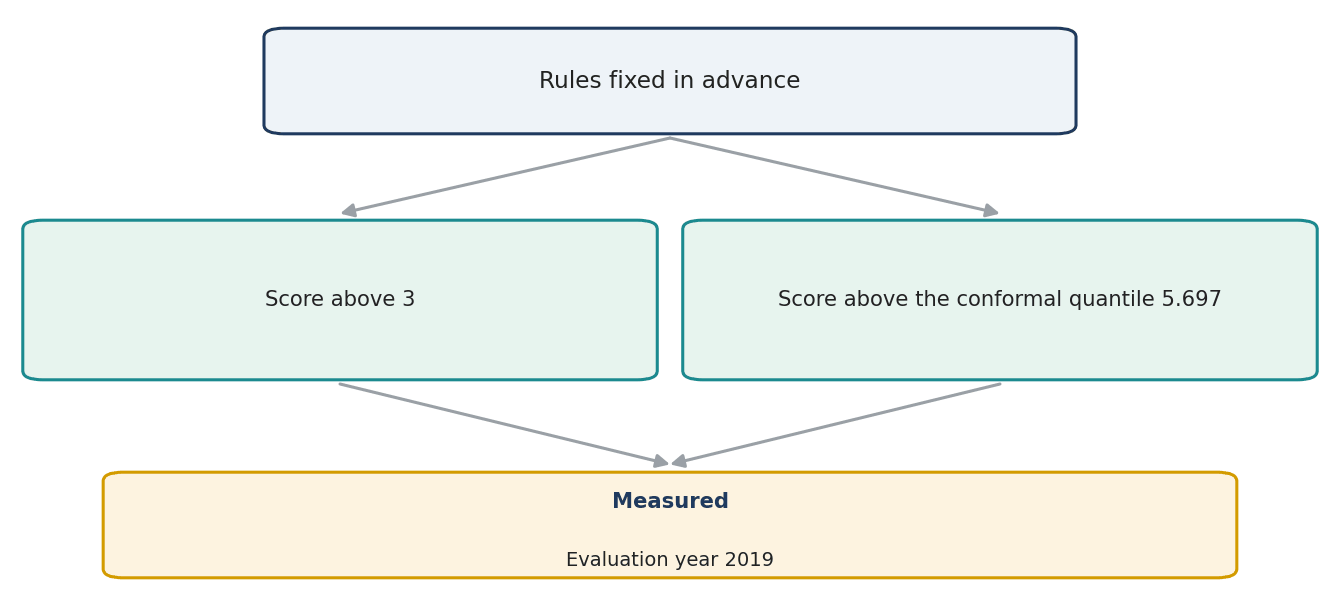 Rules fixed in advance
Score above 3
Score above the conformal quantile 5.697
Measured
Evaluation year 2019